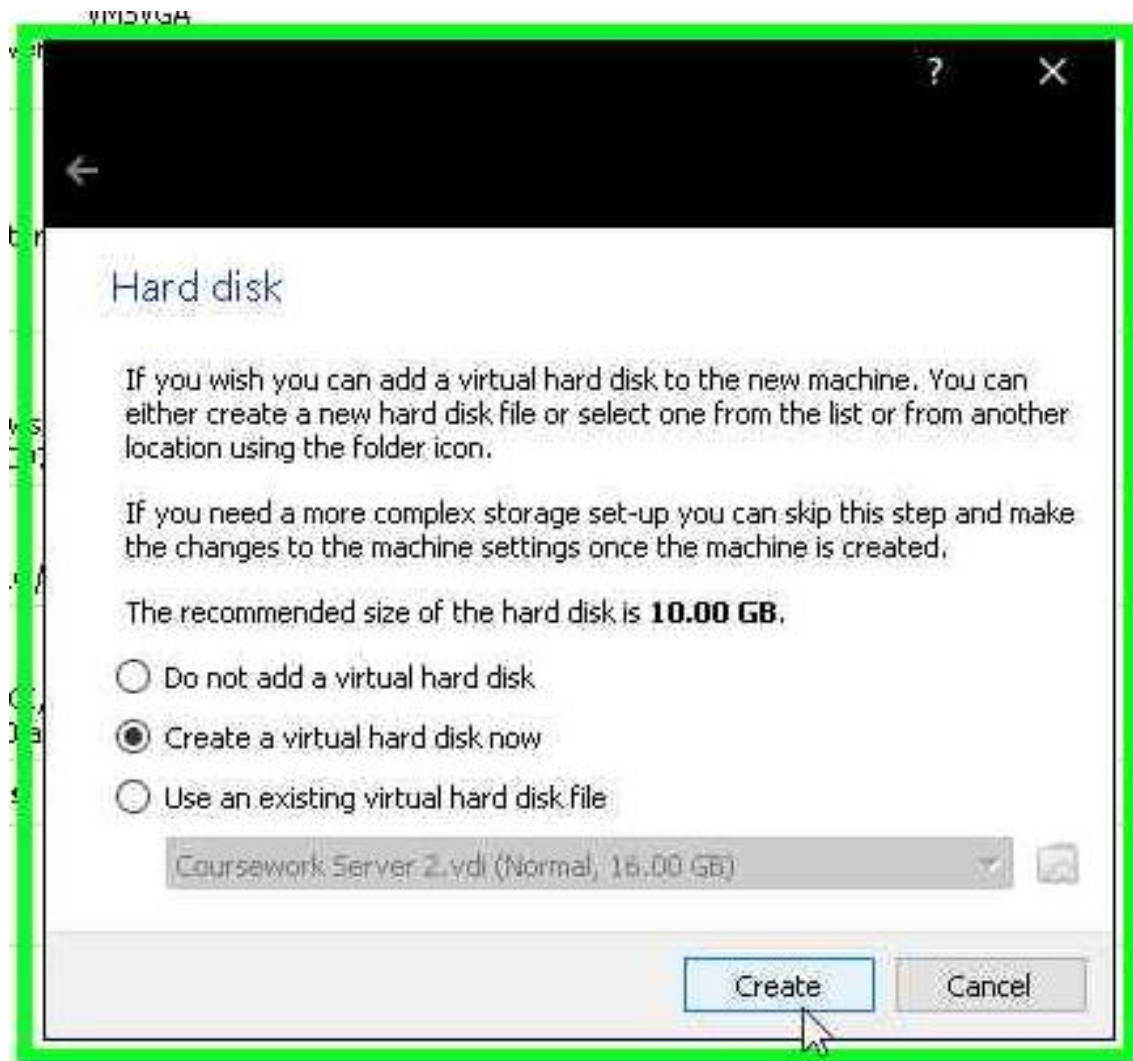 VMSVGA
?
Hard disk
If you wish you can add a virtual hard disk to the new machine. You can
either create a new hard disk file or select one from the list or from another
location using the folder icon.
If you need a more complex storage set-up you can skip this step and make
the changes to the machine settings once the machine is created.
The recommended size of the hard disk is 10.00 GB.
Do not add a virtual hard disk
Create a virtual hard disk now
Use an existing virtual hard disk file
Coursework Server 2.vdi (Normal, 16.00 GB)
Create Cancel